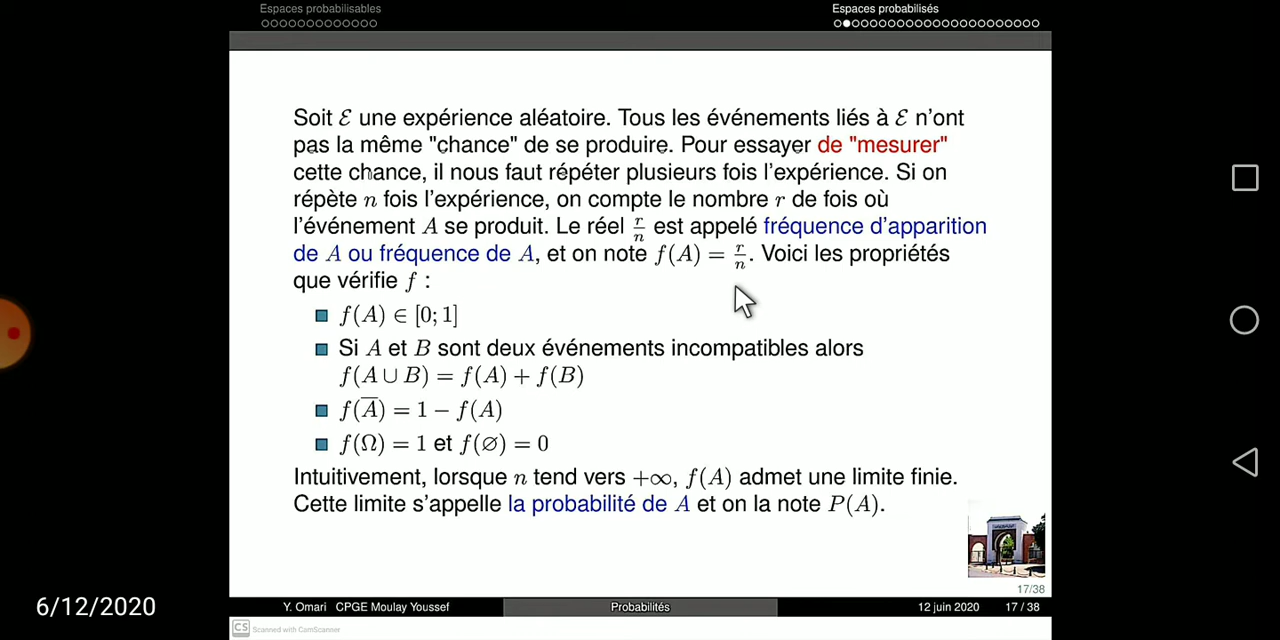 Espaces probabilisables
Espaces probabilisés
Soit ℰ une expérience aléatoire. Tous les événements liés à ℰ n'ont
pas la même "chance" de se produire. Pour essayer de "mesurer"
cette chance, il nous faut répéter plusieurs fois l'expérience. Si on
répète n fois l'expérience, on compte le nombre r de fois où
l'événement A se produit. Le réel r/n est appelé fréquence d'apparition
de A ou fréquence de A, et on note f(A) = r/n. Voici les propriétés
que vérifie f :
f(A) ∈ [0; 1]
Si A et B sont deux événements incompatibles alors
f(A ∪ B) = f(A) + f(B)
f(A̅) = 1 − f(A)
f(Ω) = 1 et f(∅) = 0
Intuitivement, lorsque n tend vers +∞, f(A) admet une limite finie.
Cette limite s'appelle la probabilité de A et on la note P(A).
17/38
Y. Omari CPGE Moulay Youssef Probabilités 12 juin 2020 17 / 38
6/12/2020
CS Scanned with CamScanner